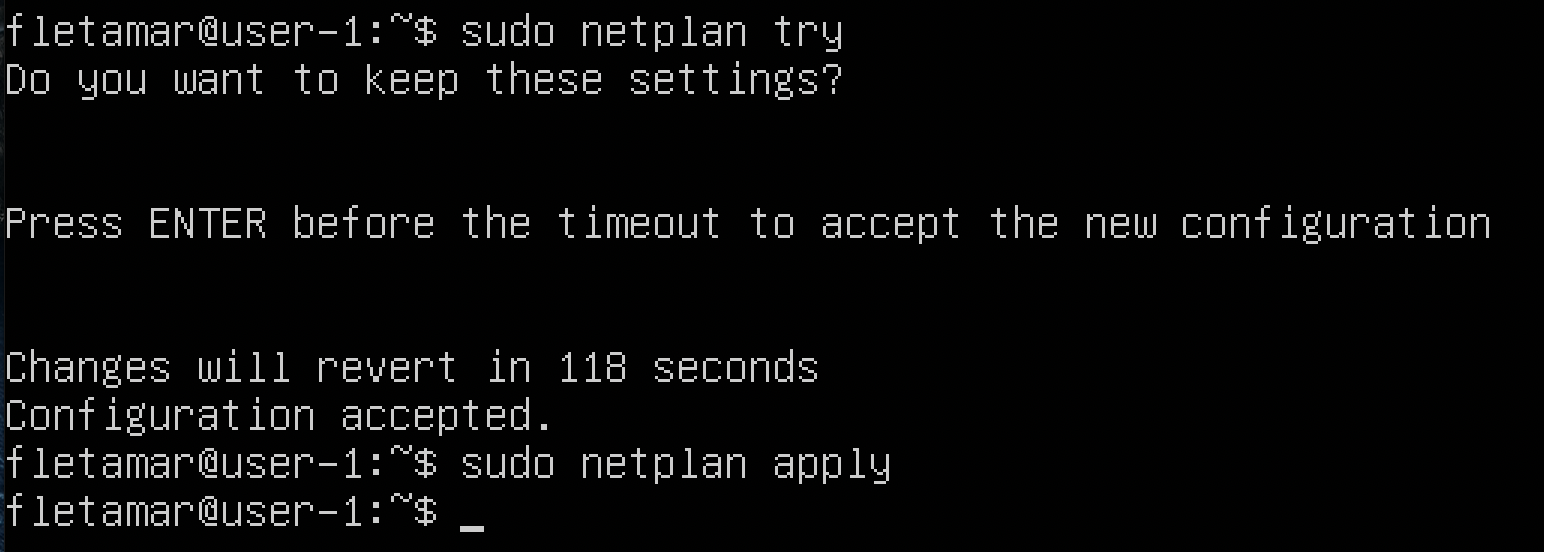 fletamar@user-1:~$ sudo netplan try
Do you want to keep these settings?
Press ENTER before the timeout to accept the new configuration
Changes will revert in 118 seconds
Configuration accepted.
fletamar@user-1:~$ sudo netplan apply
fletamar@user-1:~$ _